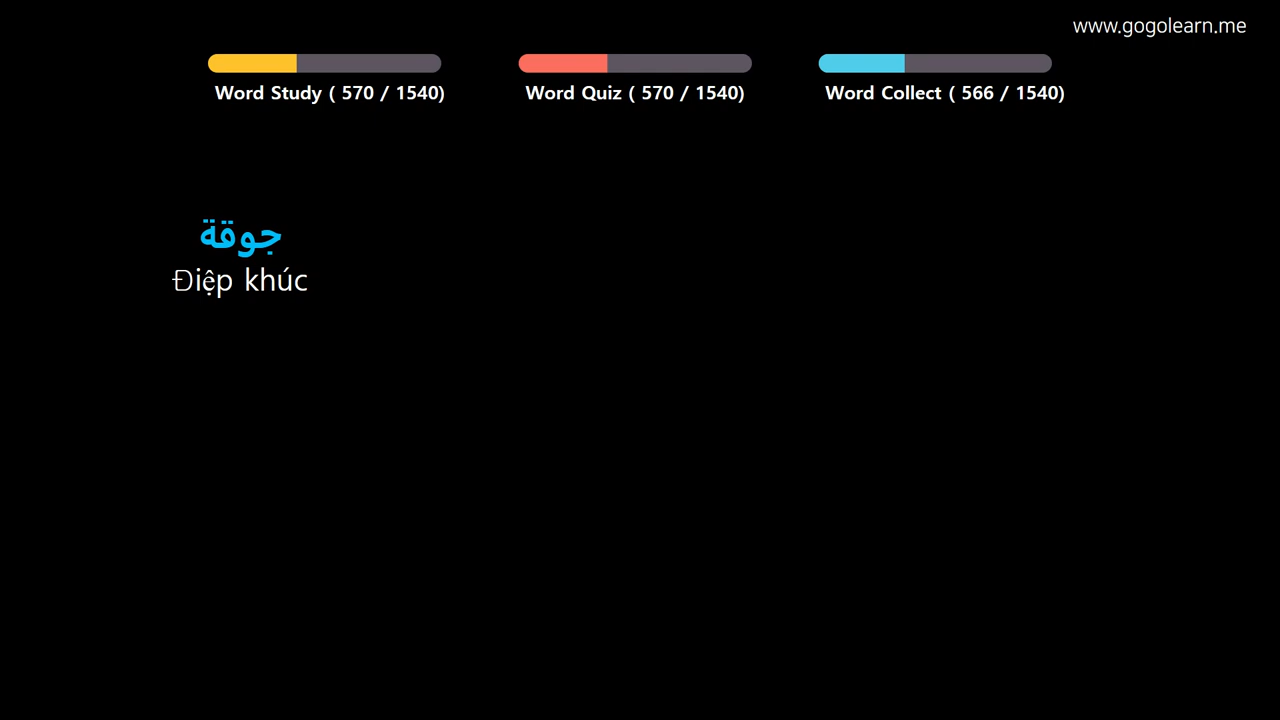 www.gogolearn.me
Word Study ( 570 / 1540)
Word Quiz ( 570 / 1540)
Word Collect ( 566 / 1540)
جوقة
Điệp khúc